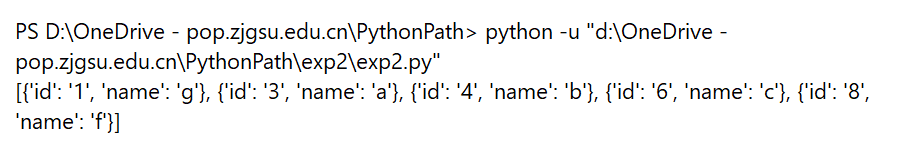 PS D:\OneDrive - pop.zjgsu.edu.cn\PythonPath> python -u "d:\OneDrive -
pop.zjgsu.edu.cn\PythonPath\exp2\exp2.py"
[{'id': '1', 'name': 'g'}, {'id': '3', 'name': 'a'}, {'id': '4', 'name': 'b'}, {'id': '6', 'name': 'c'}, {'id': '8',
'name': 'f'}]